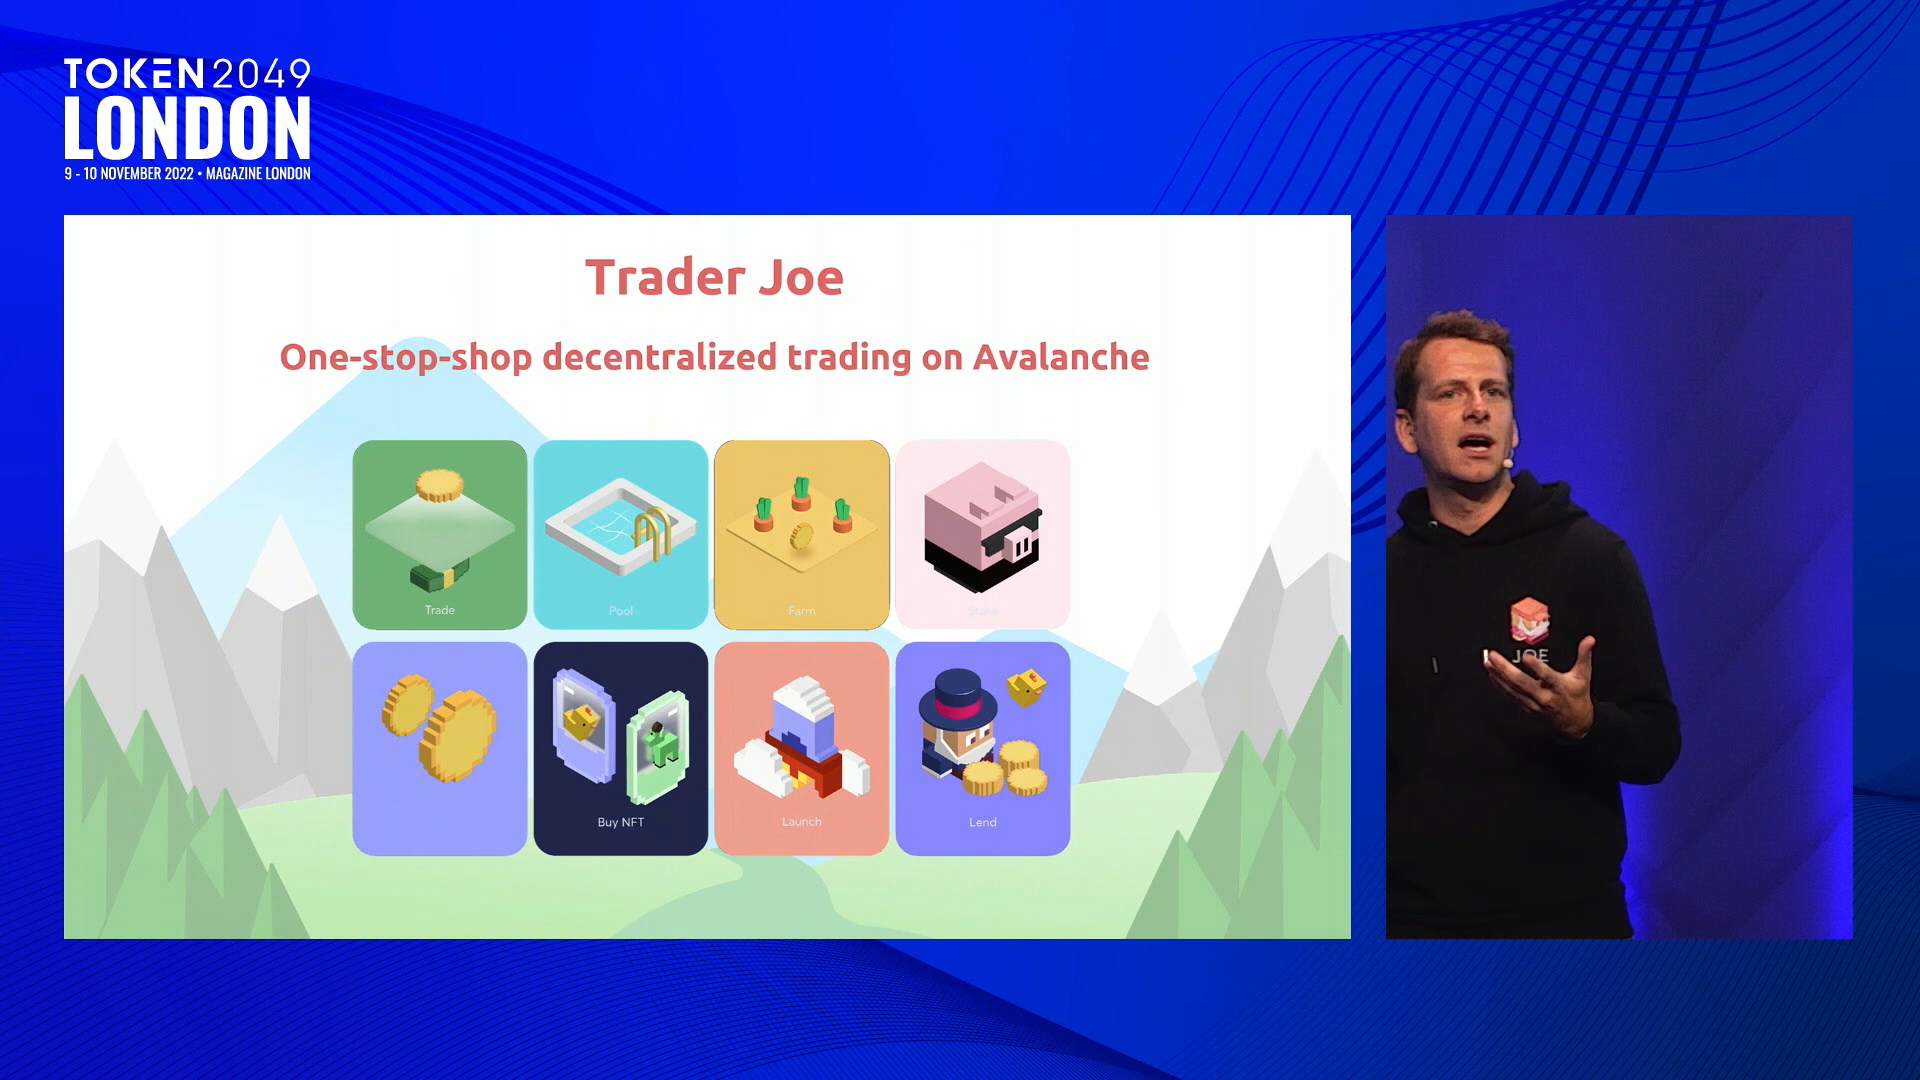 TOKEN2049
LONDON
9 - 10 NOVEMBER 2022 • MAGAZINE LONDON
Trader Joe
One-stop-shop decentralized trading on Avalanche
Trade
Pool
Farm
Stake
Buy NFT
Launch
Lend
JOE